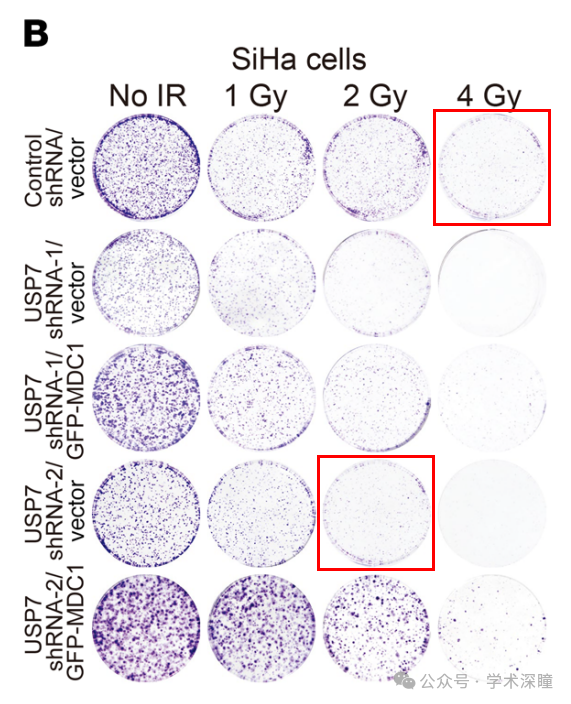 B
SiHa cells
No IR 1 Gy 2 Gy 4 Gy
Control
shRNA/
vector
USP7
shRNA-1/
vector
USP7
shRNA-1/
GFP-MDC1
USP7
shRNA-2/
vector
USP7
shRNA-2/
GFP-MDC1
公众号 · 学术深瞳